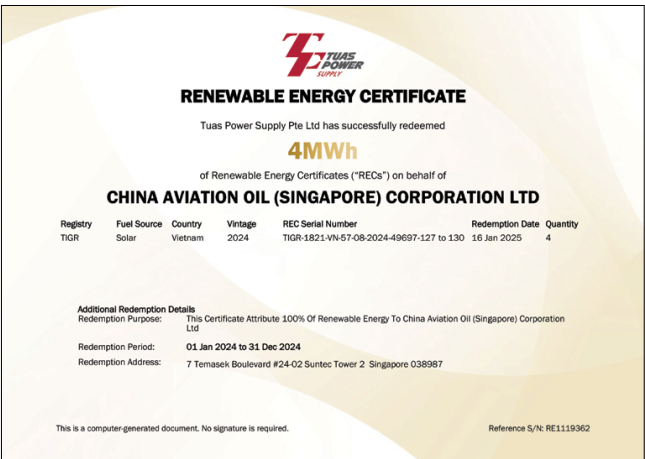 TUAS
POWER
SUPPLY
RENEWABLE ENERGY CERTIFICATE
Tuas Power Supply Pte Ltd has successfully redeemed
4MWh
of Renewable Energy Certificates ("RECs") on behalf of
CHINA AVIATION OIL (SINGAPORE) CORPORATION LTD
Registry Fuel Source Country Vintage REC Serial Number Redemption Date Quantity
TIGR Solar Vietnam 2024 TIGR-1821-VN-57-08-2024-49697-127 to 130 16 Jan 2025 4
Additional Redemption Details
Redemption Purpose: This Certificate Attribute 100% Of Renewable Energy To China Aviation Oil (Singapore) Corporation
Ltd
Redemption Period: 01 Jan 2024 to 31 Dec 2024
Redemption Address: 7 Temasek Boulevard #24-02 Suntec Tower 2 Singapore 038987
This is a computer-generated document. No signature is required. Reference S/N: RE1119362